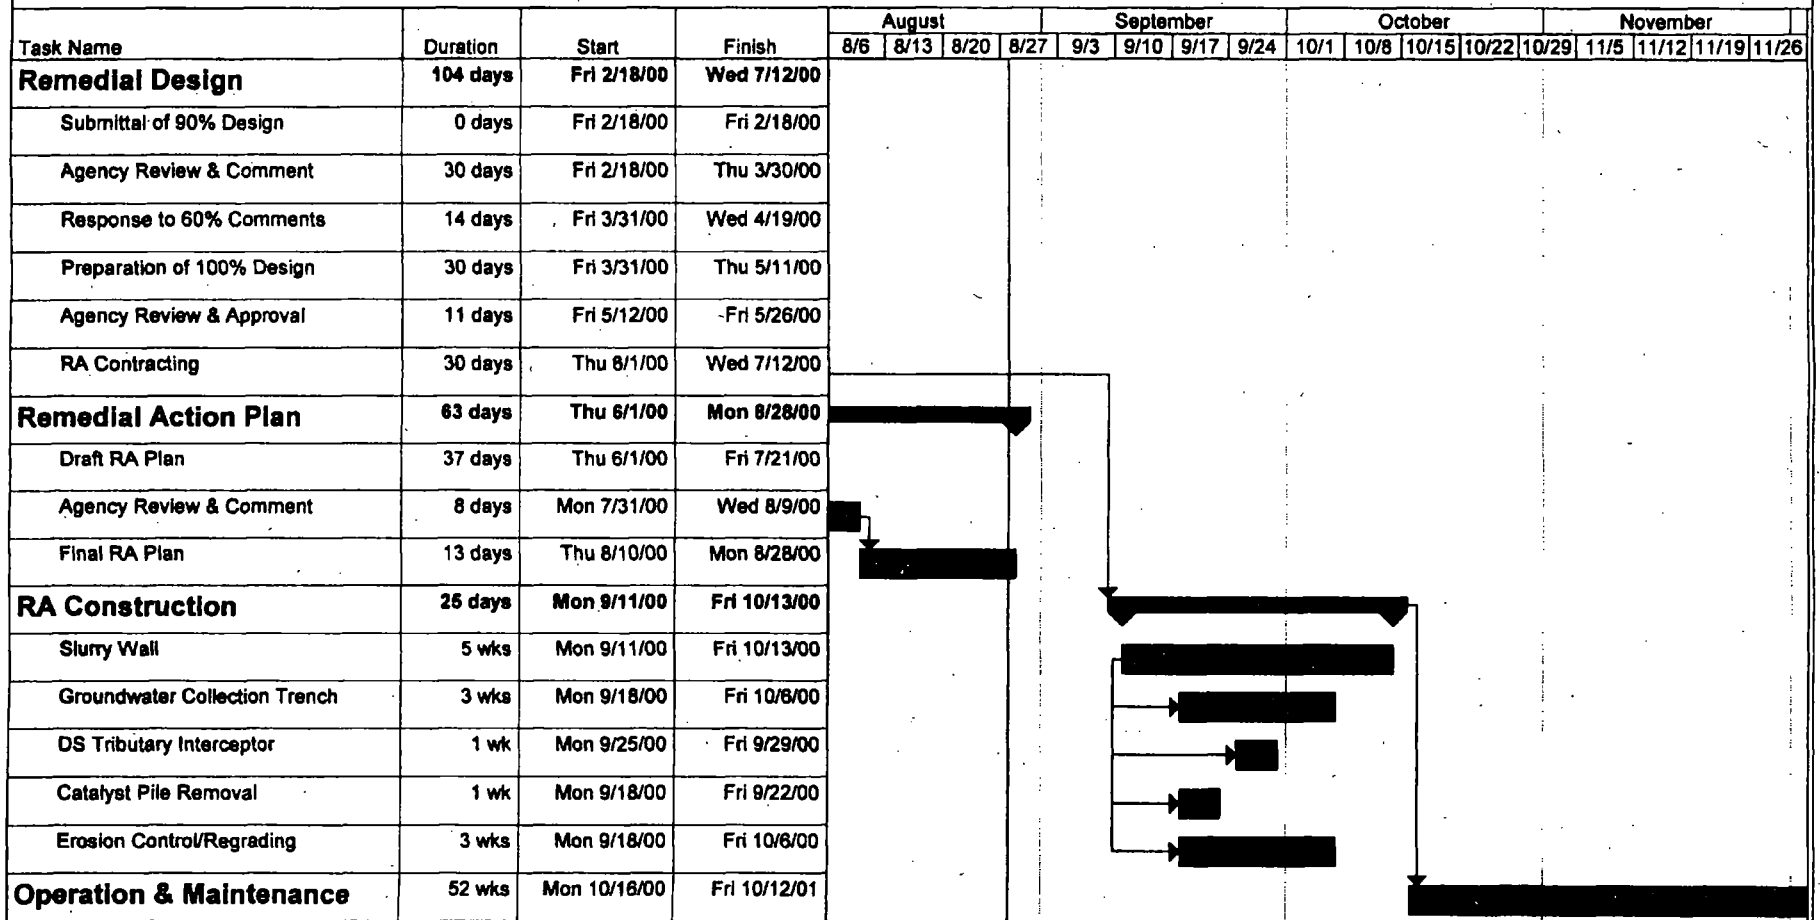 August September October November
Task Name Duration Start Finish 8/6 8/13 8/20 8/27 9/3 9/10 9/17 9/24 10/1 10/8 10/15 10/22 10/29 11/5 11/12 11/19 11/26
Remedial Design 104 days Fri 2/18/00 Wed 7/12/00
Submittal of 90% Design 0 days Fri 2/18/00 Fri 2/18/00
Agency Review & Comment 30 days Fri 2/18/00 Thu 3/30/00
Response to 60% Comments 14 days Fri 3/31/00 Wed 4/19/00
Preparation of 100% Design 30 days Fri 3/31/00 Thu 5/11/00
Agency Review & Approval 11 days Fri 5/12/00 Fri 5/26/00
RA Contracting 30 days Thu 6/1/00 Wed 7/12/00
Remedial Action Plan 63 days Thu 6/1/00 Mon 8/28/00
Draft RA Plan 37 days Thu 6/1/00 Fri 7/21/00
Agency Review & Comment 8 days Mon 7/31/00 Wed 8/9/00
Final RA Plan 13 days Thu 8/10/00 Mon 8/28/00
RA Construction 25 days Mon 9/11/00 Fri 10/13/00
Slurry Wall 5 wks Mon 9/11/00 Fri 10/13/00
Groundwater Collection Trench 3 wks Mon 9/18/00 Fri 10/6/00
DS Tributary Interceptor 1 wk Mon 9/25/00 Fri 9/29/00
Catalyst Pile Removal 1 wk Mon 9/18/00 Fri 9/22/00
Erosion Control/Regrading 3 wks Mon 9/18/00 Fri 10/6/00
Operation & Maintenance 52 wks Mon 10/16/00 Fri 10/12/01